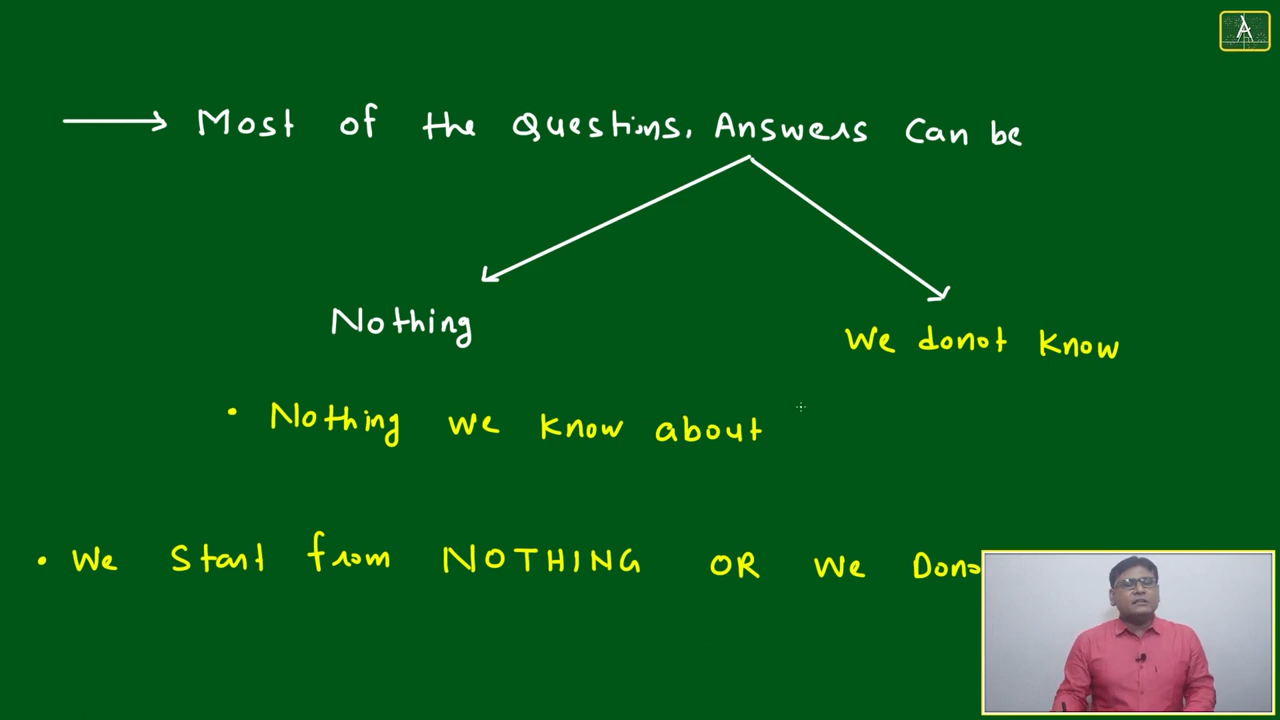 Most of the Questions, Answers Can be
Nothing
We donot Know
• Nothing we know about
• We Start from NOTHING OR We Dono